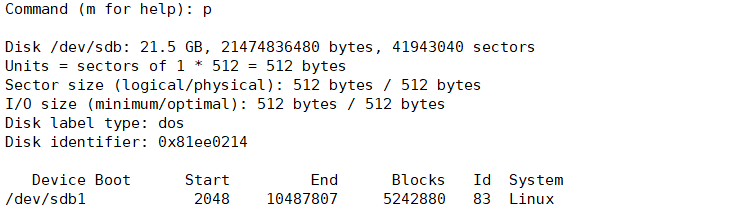 Command (m for help): p
Disk /dev/sdb: 21.5 GB, 21474836480 bytes, 41943040 sectors
Units = sectors of 1 * 512 = 512 bytes
Sector size (logical/physical): 512 bytes / 512 bytes
I/O size (minimum/optimal): 512 bytes / 512 bytes
Disk label type: dos
Disk identifier: 0x81ee0214
   Device Boot      Start         End      Blocks   Id  System
/dev/sdb1            2048    10487807     5242880   83  Linux